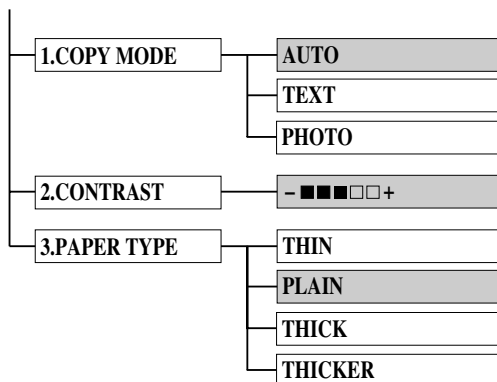 1.COPY MODE
AUTO
TEXT
PHOTO
2.CONTRAST
- ■■■□□+
3.PAPER TYPE
THIN
PLAIN
THICK
THICKER